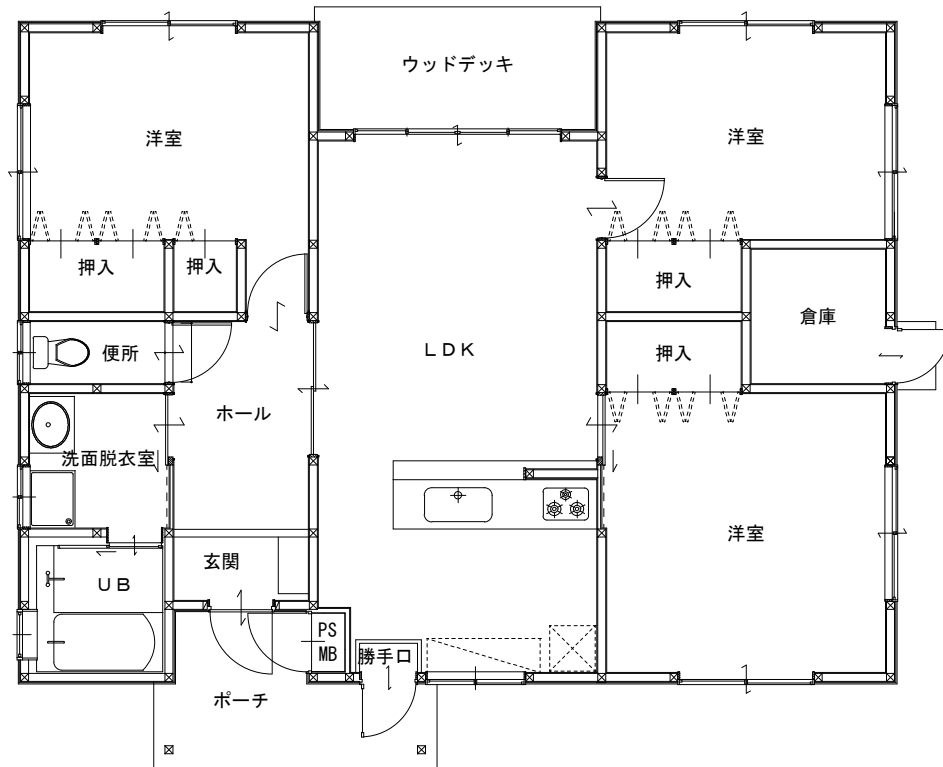 ウッドデッキ
洋室
洋室
押入
押入
押入
倉庫
便所
LDK
押入
ホール
洗面脱衣室
玄関
洋室
UB
PS
MB
勝手口
ポーチ